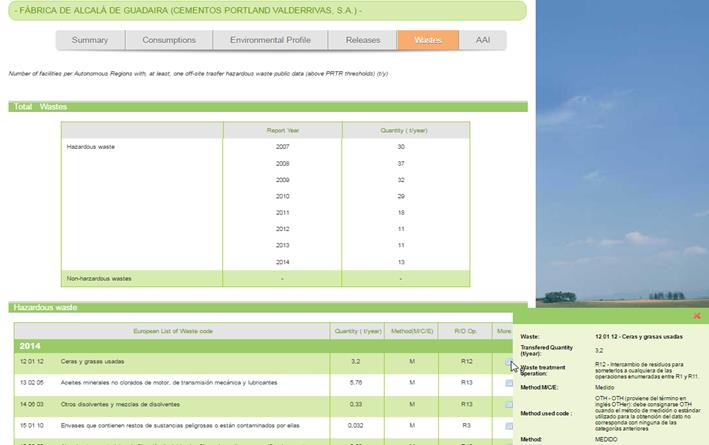 - FÁBRICA DE ALCALÁ DE GUADAIRA (CEMENTOS PORTLAND VALDERRIVAS, S.A.) -
Summary Consumptions Environmental Profile Releases Wastes AAI
Number of facilities per Autonomous Regions with, at least, one off-site trasfer hazardous waste public data (above PRTR thresholds) (t/y)
Total Wastes
Report Year Quantity ( t/year)
Hazardous waste 2007 30
2008 37
2009 32
2010 29
2011 18
2012 11
2013 11
2014 13
Non-harzardous wastes - -
Hazardous waste
European List of Waste code Quantity ( t/year) Method(M/C/E) R/D Op. More
2014
12 01 12 Ceras y grasas usadas 3,2 M R12
13 02 05 Aceites minerales no clorados de motor, de transmisión mecánica y lubricantes 5,76 M R13
14 06 03 Otros disolventes y mezclas de disolventes 0,33 M R13
15 01 10 Envases que contienen restos de sustancias peligrosas o están contaminados por ellas 0,032 M R3
Waste: 12 01 12 - Ceras y grasas usadas
Transfered Quantity (t/year): 3,2
Waste treatment operation: R12 - Intercambio de residuos para
someterlos a cualquiera de las
operaciones enumeradas entre R1 y R11.
Method M/C/E: Medido
Method used code : OTH - OTH (proviene del término en
inglés OTHer): debe consignarse OTH
cuando el método de medición o estándar
utilizado para la obtención del dato no
corresponda con ninguna de las
categorías anteriores
Method: MEDIDO